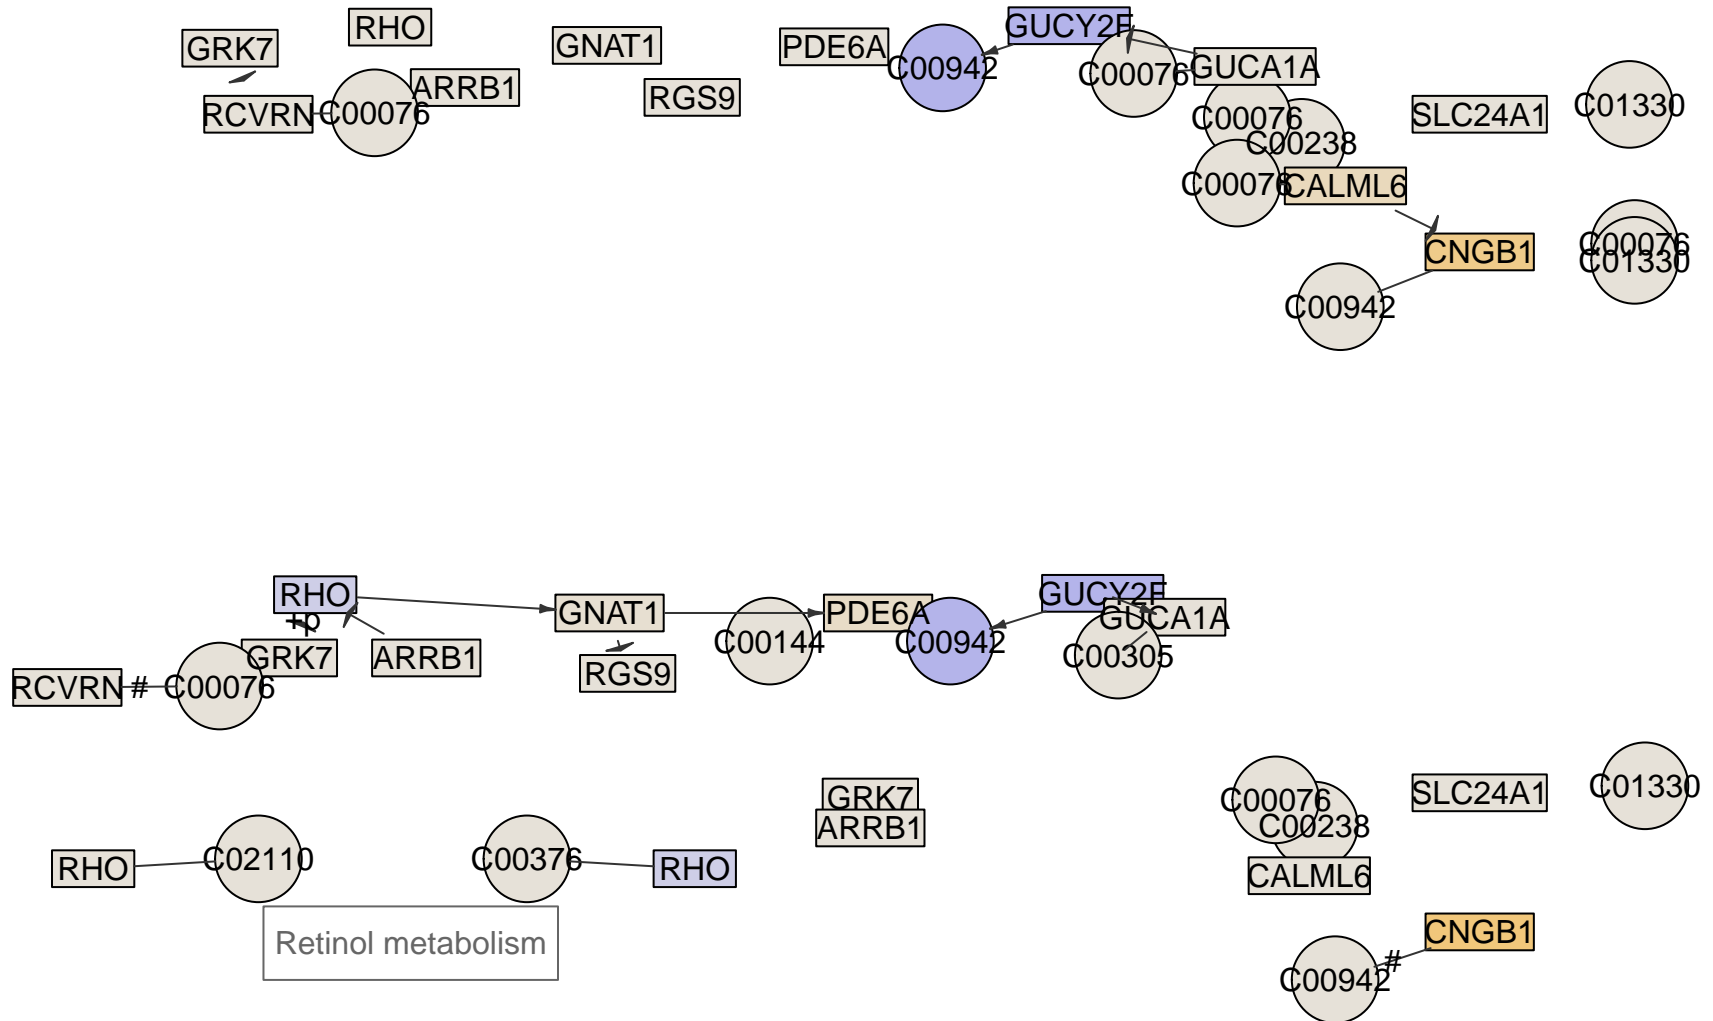 RHO
GRK7
GNAT1
PDE6A
C00942
GUCY2F
C00076
GUCA1A
ARRB1
RGS9
RCVRN
C00076
C00076
C00238
SLC24A1
C01330
C00076
CALML6
CNGB1
C00076
C01330
C00942
RHO
+p
GNAT1
PDE6A
GUCY2F
GUCA1A
GRK7
ARRB1
RGS9
C00144
C00942
C00305
RCVRN
#
C00076
GRK7
ARRB1
C00076
C00238
SLC24A1
C01330
RHO
C02110
C00376
RHO
CALML6
Retinol metabolism
CNGB1
#
C00942